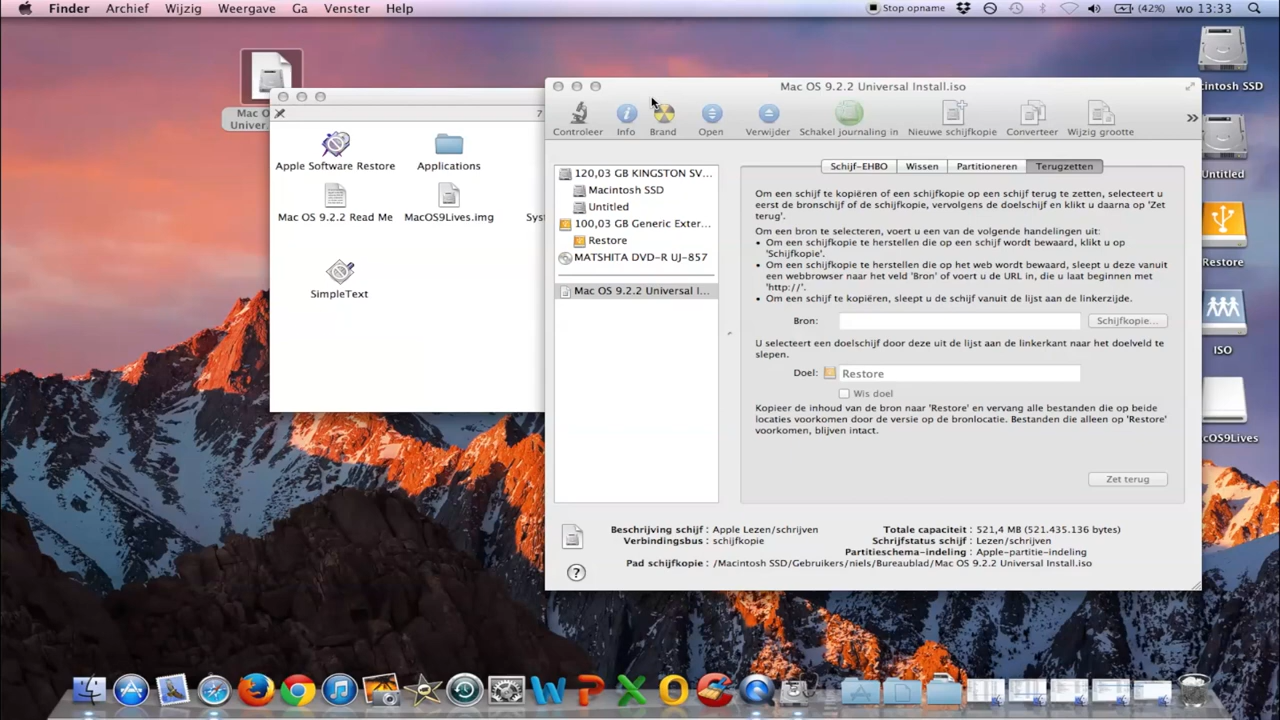 Finder Archief Wijzig Weergave Ga Venster Help
Stop opname (42%) wo 13:33
Mac O
Univer.
7
Apple Software Restore
Applications
Mac OS 9.2.2 Read Me
MacOS9Lives.img
SimpleText
Mac OS 9.2.2 Universal Install.iso
Controleer Info Brand Open Verwijder Schakel journaling in Nieuwe schijfkopie Converteer Wijzig grootte
120,03 GB KINGSTON SV...
Macintosh SSD
Untitled
100,03 GB Generic Exter...
Restore
MATSHITA DVD-R UJ-857
Mac OS 9.2.2 Universal I...
Schijf-EHBO Wissen Partitioneren Terugzetten
Om een schijf te kopiëren of een schijfkopie op een schijf terug te zetten, selecteert u
eerst de bronschijf of de schijfkopie, vervolgens de doelschijf en klikt u daarna op 'Zet
terug'.
Om een bron te selecteren, voert u een van de volgende handelingen uit:
• Om een schijfkopie te herstellen die op een schijf wordt bewaard, klikt u op
'Schijfkopie'.
• Om een schijfkopie te herstellen die op het web wordt bewaard, sleept u deze vanuit
een webbrowser naar het veld 'Bron' of voert u de URL in, die u laat beginnen met
'http://'.
• Om een schijf te kopiëren, sleept u de schijf vanuit de lijst aan de linkerzijde.
Bron: Schijfkopie...
U selecteert een doelschijf door deze uit de lijst aan de linkerkant naar het doelveld te
slepen.
Doel: Restore
Wis doel
Kopieer de inhoud van de bron naar 'Restore' en vervang alle bestanden die op beide
locaties voorkomen door de versie op de bronlocatie. Bestanden die alleen op 'Restore'
voorkomen, blijven intact.
Zet terug
Beschrijving schijf : Apple Lezen/schrijven
Verbindingsbus : schijfkopie
Totale capaciteit : 521,4 MB (521.435.136 bytes)
Schrijfstatus schijf : Lezen/schrijven
Partitieschema-indeling : Apple-partitie-indeling
Pad schijfkopie : /Macintosh SSD/Gebruikers/niels/Bureaublad/Mac OS 9.2.2 Universal Install.iso
?
intosh SSD
Untitled
Restore
ISO
cOS9Lives